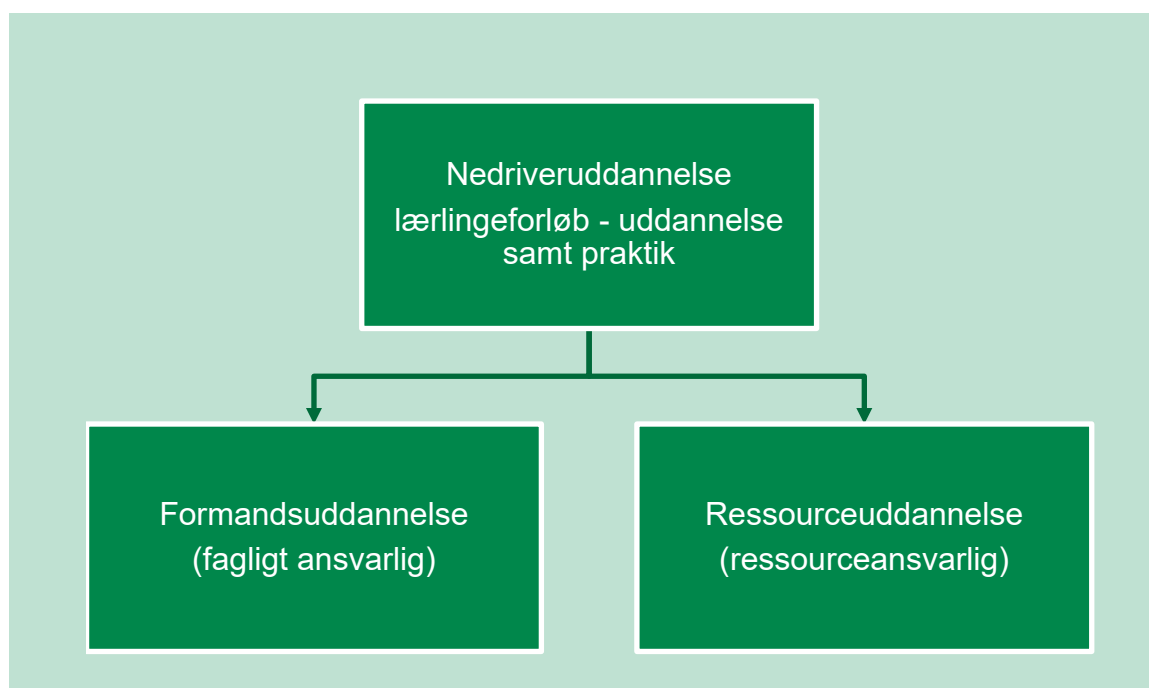 Nedriveruddannelse
lærlingeforløb - uddannelse
samt praktik
Formandsuddannelse
(fagligt ansvarlig)
Ressourceuddannelse
(ressourceansvarlig)